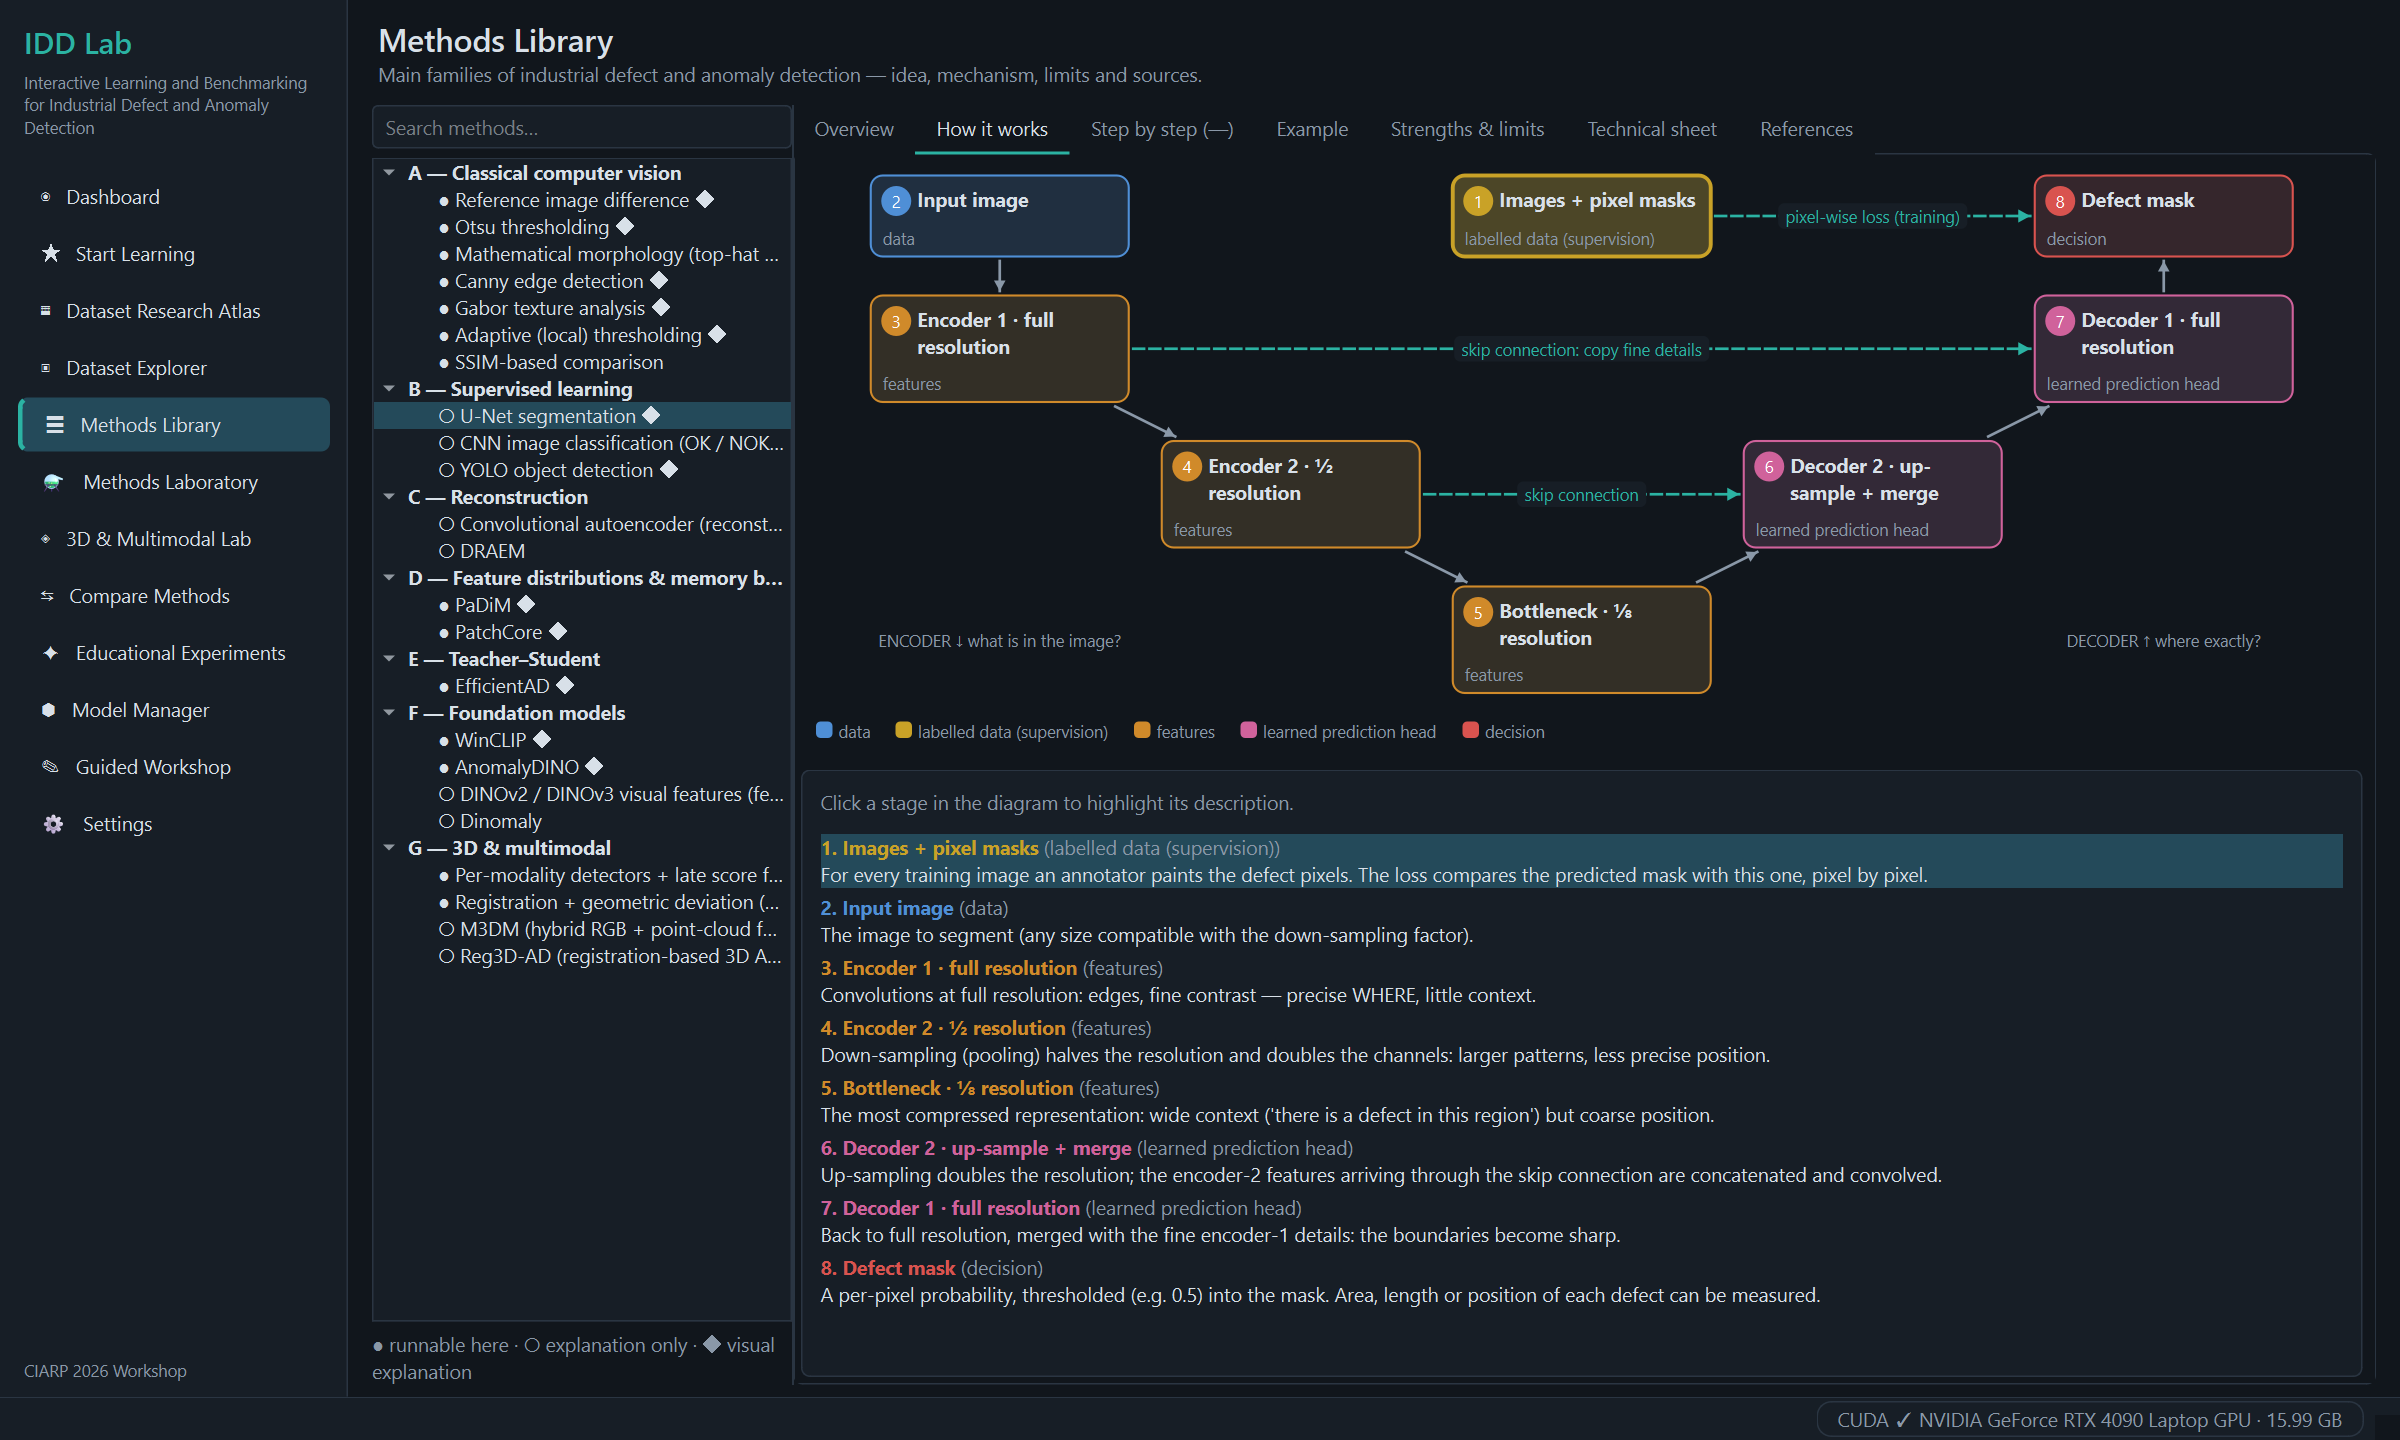 IDD Lab
Interactive Learning and Benchmarking
for Industrial Defect and Anomaly
Detection
Dashboard
Start Learning
Dataset Research Atlas
Dataset Explorer
Methods Library
Methods Laboratory
3D & Multimodal Lab
Compare Methods
Educational Experiments
Model Manager
Guided Workshop
Settings
CIARP 2026 Workshop
Methods Library
Main families of industrial defect and anomaly detection — idea, mechanism, limits and sources.
Search methods...
A — Classical computer vision
● Reference image difference ◆
● Otsu thresholding ◆
● Mathematical morphology (top-hat ...
● Canny edge detection ◆
● Gabor texture analysis ◆
● Adaptive (local) thresholding ◆
● SSIM-based comparison
B — Supervised learning
○ U-Net segmentation ◆
○ CNN image classification (OK / NOK...
○ YOLO object detection ◆
C — Reconstruction
○ Convolutional autoencoder (reconst...
○ DRAEM
D — Feature distributions & memory b...
● PaDiM ◆
● PatchCore ◆
E — Teacher–Student
● EfficientAD ◆
F — Foundation models
● WinCLIP ◆
● AnomalyDINO ◆
○ DINOv2 / DINOv3 visual features (fe...
○ Dinomaly
G — 3D & multimodal
● Per-modality detectors + late score f...
● Registration + geometric deviation (...
○ M3DM (hybrid RGB + point-cloud f...
○ Reg3D-AD (registration-based 3D A...
● runnable here · ○ explanation only · ◆ visual
explanation
Overview
How it works
Step by step (—)
Example
Strengths & limits
Technical sheet
References
2 Input image
data
1 Images + pixel masks
labelled data (supervision)
pixel-wise loss (training)
8 Defect mask
decision
3 Encoder 1 · full
resolution
features
skip connection: copy fine details
7 Decoder 1 · full
resolution
learned prediction head
4 Encoder 2 · ½
resolution
features
skip connection
6 Decoder 2 · up-
sample + merge
learned prediction head
5 Bottleneck · ⅛
resolution
features
ENCODER ↓ what is in the image?
DECODER ↑ where exactly?
data
labelled data (supervision)
features
learned prediction head
decision
Click a stage in the diagram to highlight its description.
1. Images + pixel masks (labelled data (supervision))
For every training image an annotator paints the defect pixels. The loss compares the predicted mask with this one, pixel by pixel.
2. Input image (data)
The image to segment (any size compatible with the down-sampling factor).
3. Encoder 1 · full resolution (features)
Convolutions at full resolution: edges, fine contrast — precise WHERE, little context.
4. Encoder 2 · ½ resolution (features)
Down-sampling (pooling) halves the resolution and doubles the channels: larger patterns, less precise position.
5. Bottleneck · ⅛ resolution (features)
The most compressed representation: wide context ('there is a defect in this region') but coarse position.
6. Decoder 2 · up-sample + merge (learned prediction head)
Up-sampling doubles the resolution; the encoder-2 features arriving through the skip connection are concatenated and convolved.
7. Decoder 1 · full resolution (learned prediction head)
Back to full resolution, merged with the fine encoder-1 details: the boundaries become sharp.
8. Defect mask (decision)
A per-pixel probability, thresholded (e.g. 0.5) into the mask. Area, length or position of each defect can be measured.
CUDA ✓ NVIDIA GeForce RTX 4090 Laptop GPU · 15.99 GB